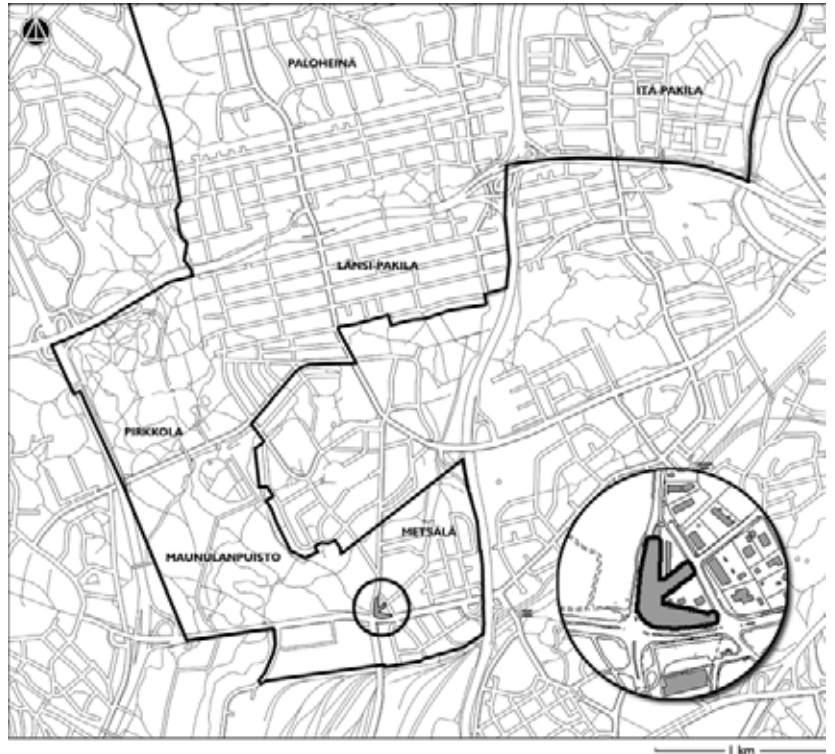 PALOHEINÄ
ITÄ-PAKILA
LÄNSI-PAKILA
PIRKKOLA
METSÄLÄ
MAUNULANPUISTO
1 km